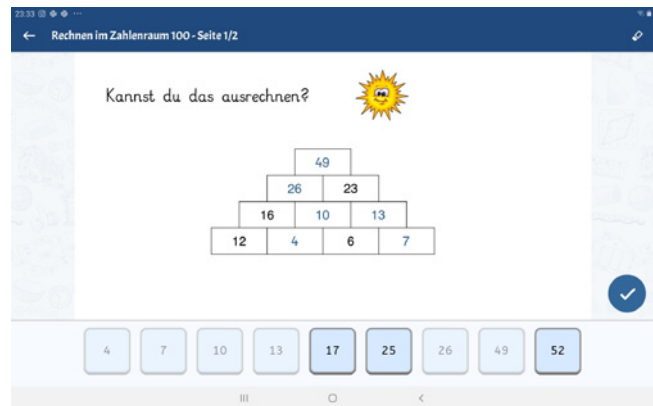 23:33
Rechnen im Zahlenraum 100 - Seite 1/2
Kannst du das ausrechnen?
49
26 23
16 10 13
12 4 6 7
4 7 10 13 17 25 26 49 52